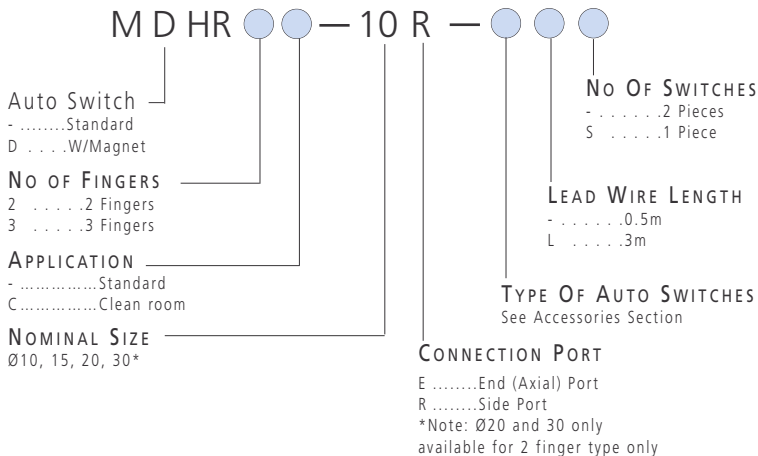 M D HR — 10 R —
Auto Switch
- ........Standard
D . . . .W/Magnet
NO OF FINGERS
2 . . . . .2 Fingers
3 . . . . .3 Fingers
APPLICATION
- ...............Standard
C...............Clean room
NOMINAL SIZE
Ø10, 15, 20, 30*
NO OF SWITCHES
- . . . . . .2 Pieces
S . . . . .1 Piece
LEAD WIRE LENGTH
- . . . . . .0.5m
L . . . . .3m
TYPE OF AUTO SWITCHES
See Accessories Section
CONNECTION PORT
E ........End (Axial) Port
R ........Side Port
*Note: Ø20 and 30 only
available for 2 finger type only